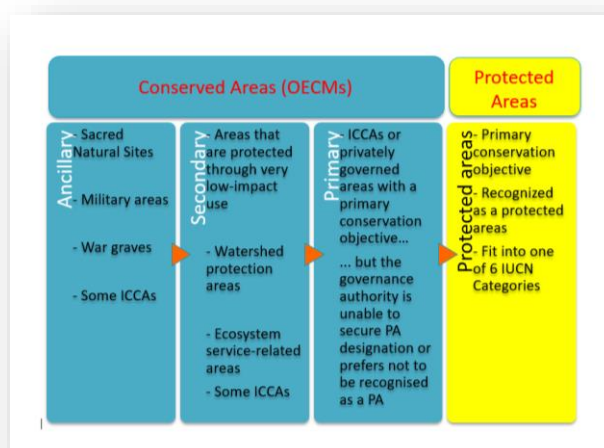 Conserved Areas (OECMs)
Protected
Areas
Ancillary
- Sacred
Natural Sites
- Military areas
- War graves
- Some ICCAs
Secondary
- Areas that
are protected
through very
low-impact
use
- Watershed
protection
areas
- Ecosystem
service-related
areas
- Some ICCAs
Primary
- ICCAs or
privately
governed
areas with a
primary
conservation
objective...
... but the
governance
authority is
unable to
secure PA
designation or
prefers not to
be recognised
as a PA
Protected areas
- Primary
conservation
objective
- Recognized
as a protected
areas
- Fit into one
of 6 IUCN
Categories